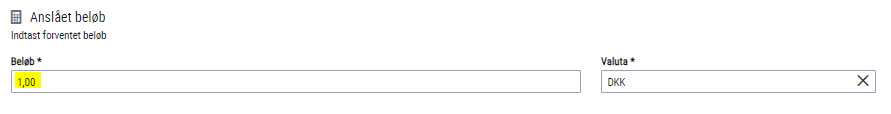 Anslået beløb
Indtast forventet beløb
Beløb * Valuta *
1,00 DKK